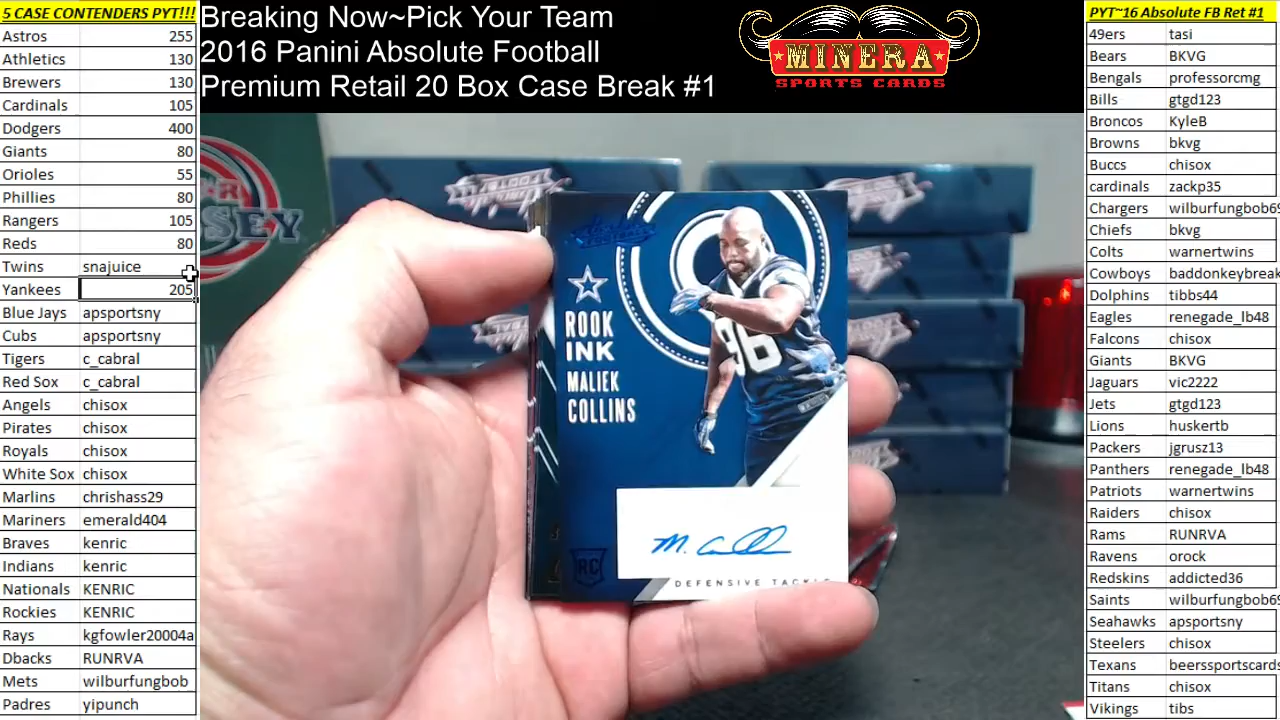 5 CASE CONTENDERS PYT!!!
Astros 255
Athletics 130
Brewers 130
Cardinals 105
Dodgers 400
Giants 80
Orioles 55
Phillies 80
Rangers 105
Reds 80
Twins snajuice
Yankees 205
Blue Jays apsportsny
Cubs apsportsny
Tigers c_cabral
Red Sox c_cabral
Angels chisox
Pirates chisox
Royals chisox
White Sox chisox
Marlins chrishass29
Mariners emerald404
Braves kenric
Indians kenric
Nationals KENRIC
Rockies KENRIC
Rays kgfowler20004a
Dbacks RUNRVA
Mets wilburfungbob
Padres yipunch
Breaking Now~Pick Your Team
2016 Panini Absolute Football
Premium Retail 20 Box Case Break #1
MINERA
SPORTS CARDS
ROOK
INK
MALIEK
COLLINS
96
M. Collins
RC
DEFENSIVE TACKLE
PYT~16 Absolute FB Ret #1
49ers tasi
Bears BKVG
Bengals professorcmg
Bills gtgd123
Broncos KyleB
Browns bkvg
Buccs chisox
cardinals zackp35
Chargers wilburfungbob69
Chiefs bkvg
Colts warnertwins
Cowboys baddonkeybreak
Dolphins tibbs44
Eagles renegade_lb48
Falcons chisox
Giants BKVG
Jaguars vic2222
Jets gtgd123
Lions huskertb
Packers jgrusz13
Panthers renegade_lb48
Patriots warnertwins
Raiders chisox
Rams RUNRVA
Ravens orock
Redskins addicted36
Saints wilburfungbob69
Seahawks apsportsny
Steelers chisox
Texans beerssportscards
Titans chisox
Vikings tibs